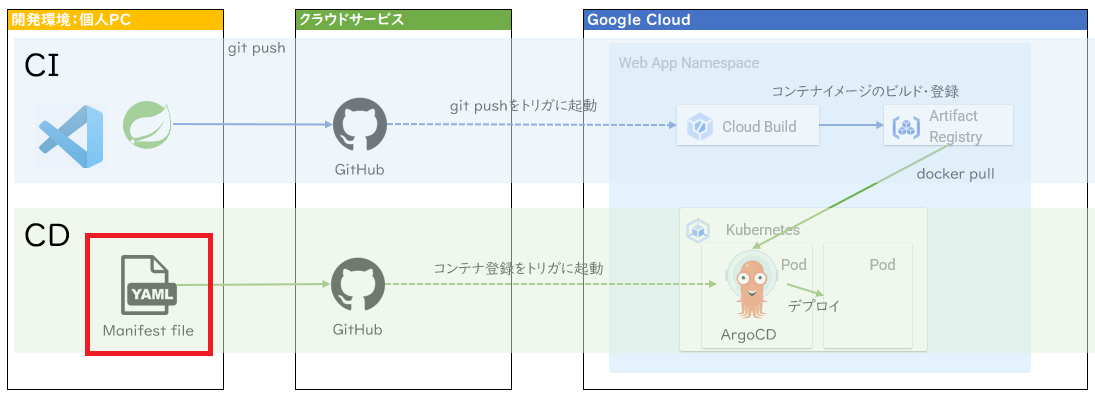 開発環境：個人PC
クラウドサービス
Google Cloud
CI
git push
Web App Namespace
git pushをトリガに起動
コンテナイメージのビルド・登録
Cloud Build
Artifact
Registry
GitHub
docker pull
CD
Kubernetes
コンテナ登録をトリガに起動
Pod
Pod
YAML
デプロイ
Manifest file
GitHub
ArgoCD